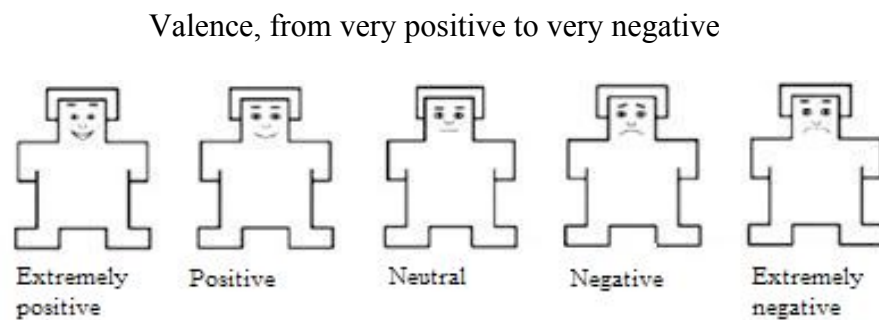 Valence, from very positive to very negative
Extremely
positive
Positive
Neutral
Negative
Extremely
negative